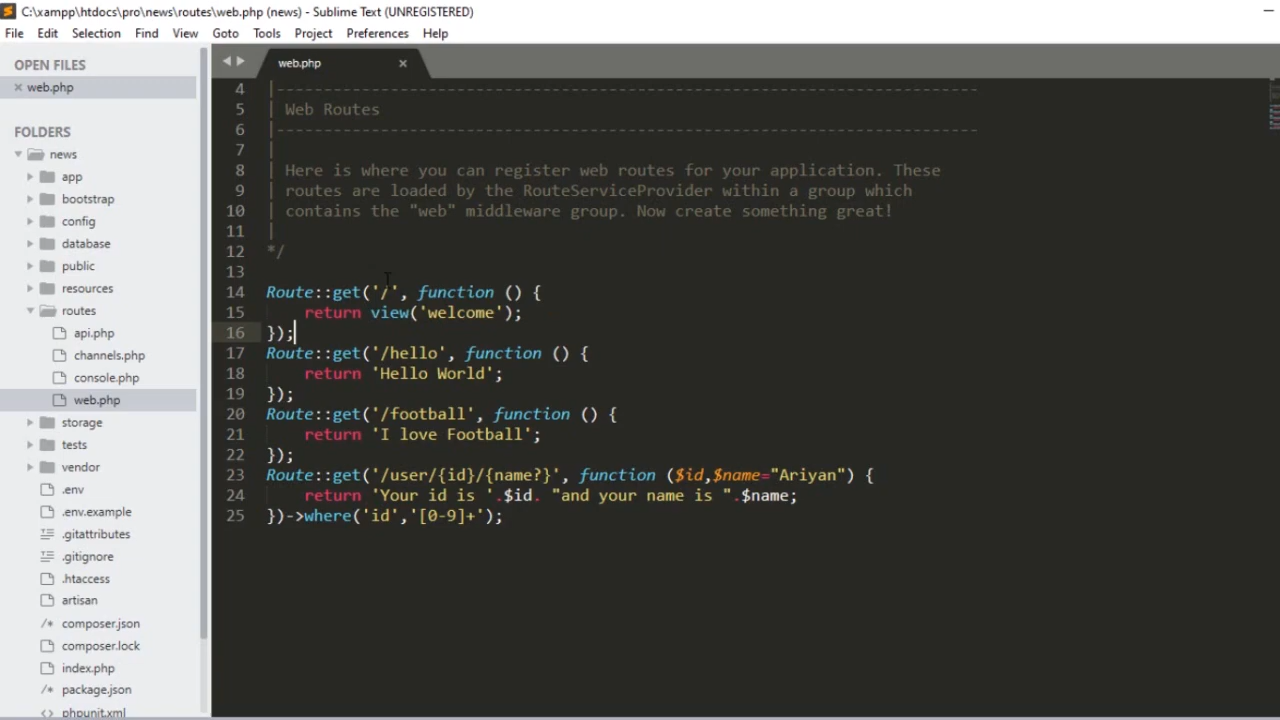 C:\xampp\htdocs\pro\news\routes\web.php (news) - Sublime Text (UNREGISTERED)
File Edit Selection Find View Goto Tools Project Preferences Help
OPEN FILES
web.php
FOLDERS
news
app
bootstrap
config
database
public
resources
routes
api.php
channels.php
console.php
web.php
storage
tests
vendor
.env
.env.example
.gitattributes
.gitignore
.htaccess
artisan
composer.json
composer.lock
index.php
package.json
phpunit.xml
web.php
4 |--------------------------------------------------------------------------
5 | Web Routes
6 |--------------------------------------------------------------------------
7 |
8 | Here is where you can register web routes for your application. These
9 | routes are loaded by the RouteServiceProvider within a group which
10 | contains the "web" middleware group. Now create something great!
11 |
12 */
13
14 Route::get('/', function () {
15     return view('welcome');
16 });
17 Route::get('/hello', function () {
18     return 'Hello World';
19 });
20 Route::get('/football', function () {
21     return 'I love Football';
22 });
23 Route::get('/user/{id}/{name?}', function ($id,$name="Ariyan") {
24     return 'Your id is '.$id. "and your name is ".$name;
25 })->where('id','[0-9]+');